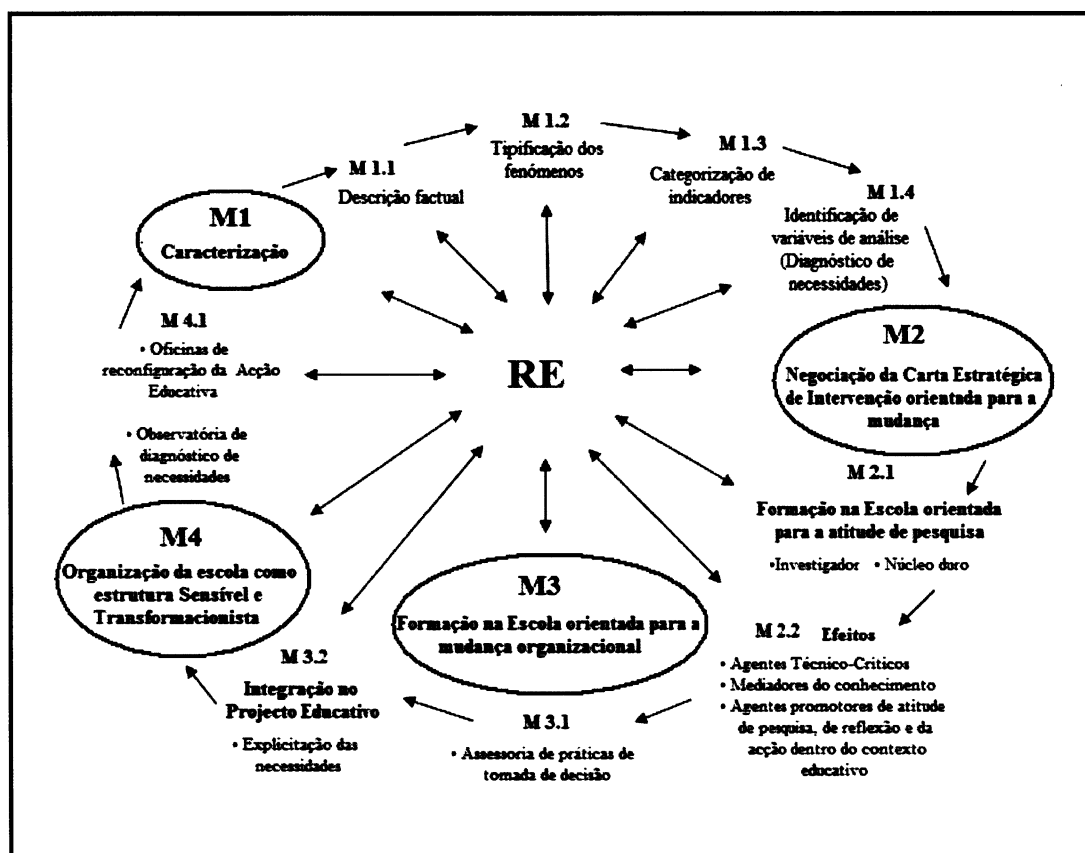 M 1.2
Tipificação dos
fenómenos
M 1.3
Categorização de
indicadores
M 1.1
Descrição factual
M 1.4
Identificação de
variáveis de análise
(Diagnóstico de
necessidades)
M1
Caracterização
M2
Negociação da Carta Estratégica
de Intervenção orientada para a
mudança
M 4.1
• Oficinas de
reconfiguração da Acção
Educativa
• Observatória de
diagnóstico de
necessidades
RE
M 2.1
Formação na Escola orientada
para a atitude de pesquisa
•Investigador • Núcleo duro
M4
Organização da escola como
estrutura Sensível e
Transformacionista
M3
Formação na Escola orientada para a
mudança organizacional
M 2.2 Efeitos
• Agentes Técnico-Criticos
• Mediadores do conhecimento
• Agentes promotores de atitude
de pesquisa, de reflexão e da
acção dentro do contexto
educativo
M 3.2
Integração no
Projecto Educativo
• Explicitação das
necessidades
M 3.1
• Assessoria de práticas de
tomada de decisão